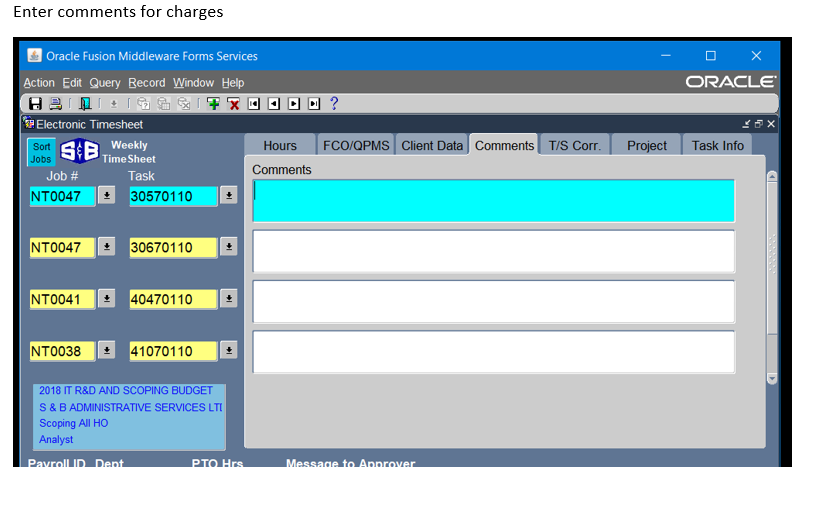 Enter comments for charges
Oracle Fusion Middleware Forms Services
Action Edit Query Record Window Help
ORACLE
Electronic Timesheet
Sort Jobs
S&B
Weekly TimeSheet
Hours FCO/QPMS Client Data Comments T/S Corr. Project Task Info
Job # Task
Comments
NT0047 30570110
NT0047 30670110
NT0041 40470110
NT0038 41070110
2018 IT R&D AND SCOPING BUDGET
S & B ADMINISTRATIVE SERVICES LTD
Scoping All HO
Analyst
Payroll ID Dept PTO Hrs Message to Approver